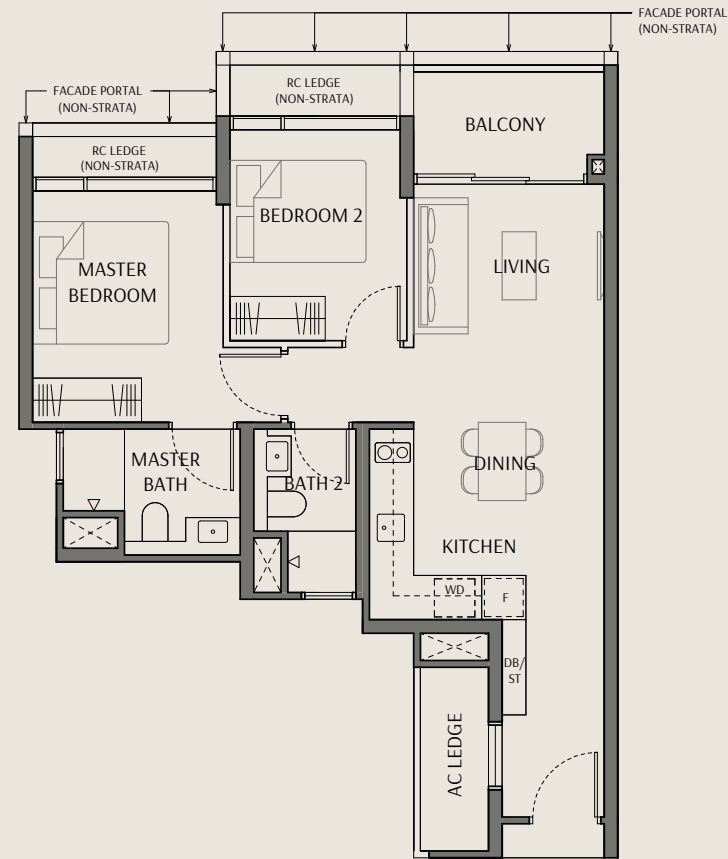 FACADE PORTAL
(NON-STRATA)
FACADE PORTAL
(NON-STRATA)
RC LEDGE
(NON-STRATA)
RC LEDGE
(NON-STRATA)
BALCONY
BEDROOM 2
MASTER
BEDROOM
LIVING
MASTER
BATH
BATH 2
DINING
KITCHEN
WD
F
DB/
ST
AC LEDGE